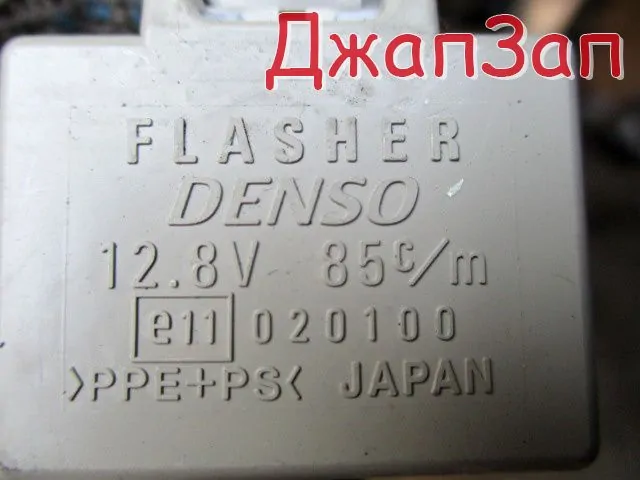 ДжапЗап
FLASHER
DENSO
12.8V 85c/m
e11 020100
>PPE+PS< JAPAN